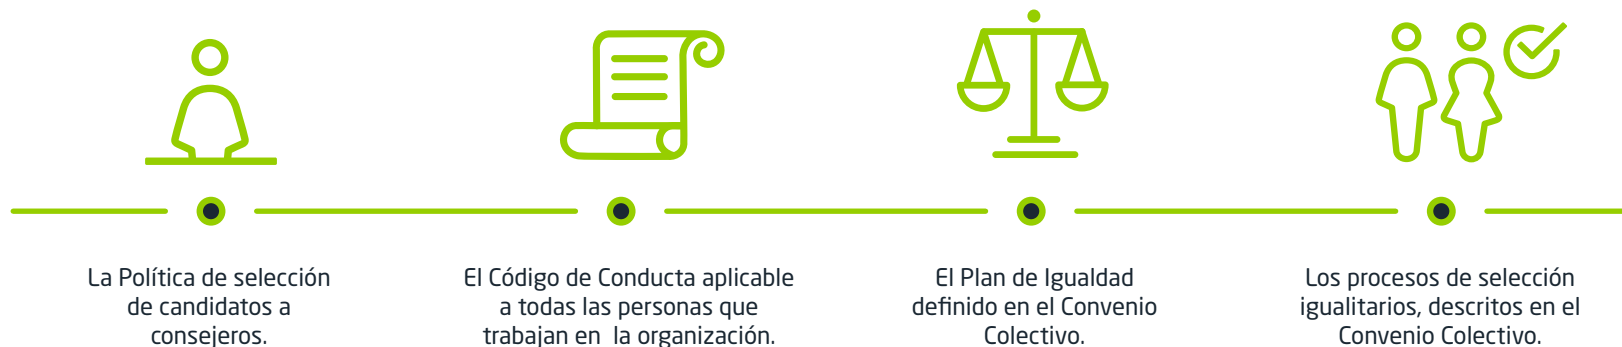 La Política de selección
de candidatos a
consejeros.
El Código de Conducta aplicable
a todas las personas que
trabajan en  la organización.
El Plan de Igualdad
definido en el Convenio
Colectivo.
Los procesos de selección
igualitarios, descritos en el
Convenio Colectivo.